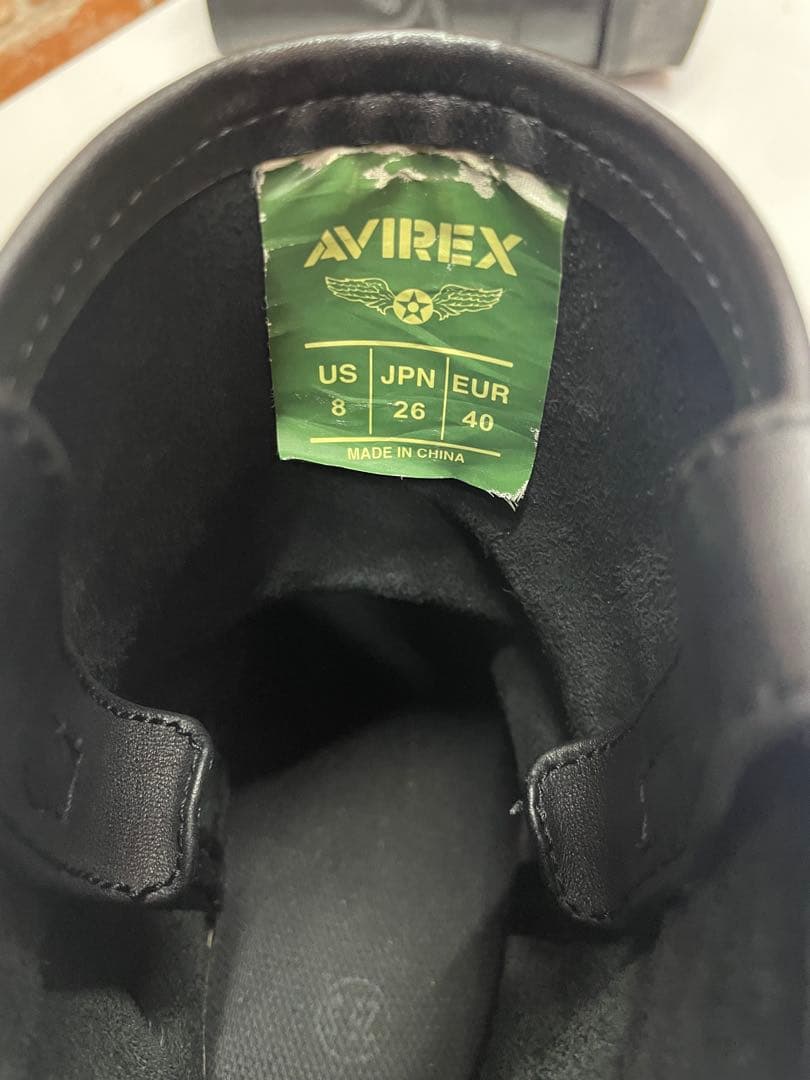 AVIREX
US JPN EUR
8 26 40
MADE IN CHINA